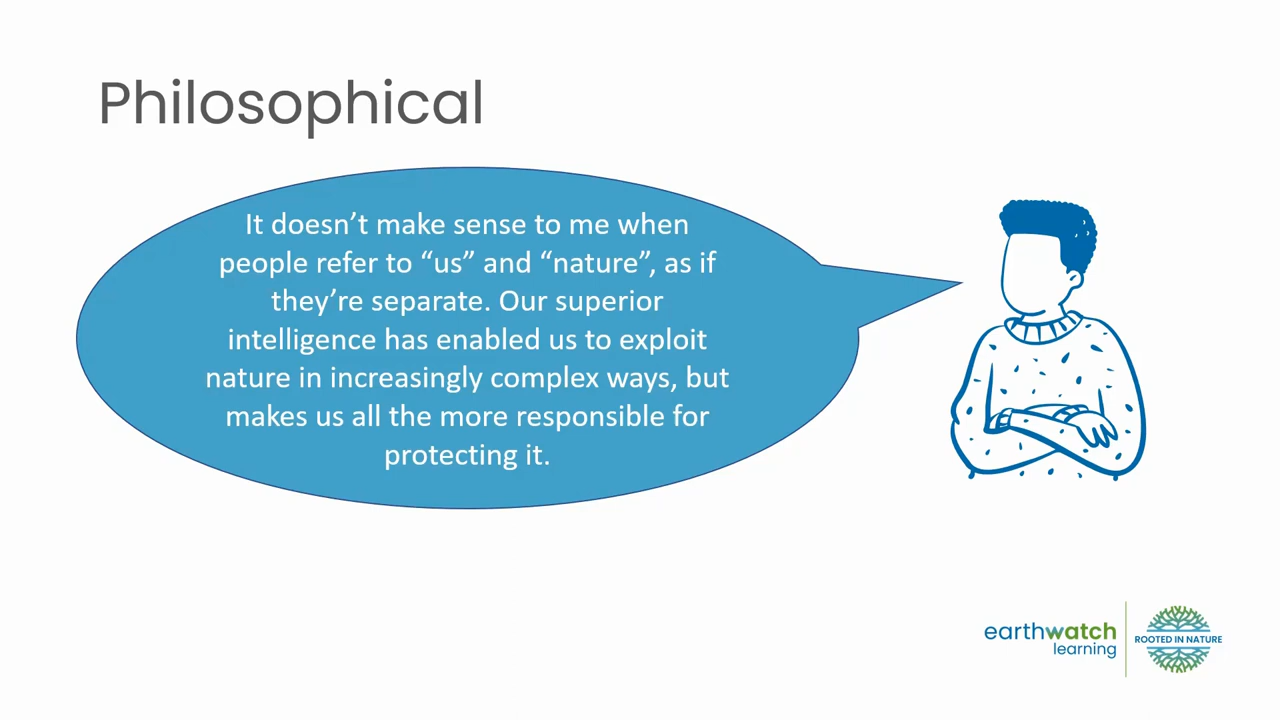 Philosophical
It doesn’t make sense to me when
people refer to “us” and “nature”, as if
they’re separate. Our superior
intelligence has enabled us to exploit
nature in increasingly complex ways, but
makes us all the more responsible for
protecting it.
earthwatch
learning
ROOTED IN NATURE